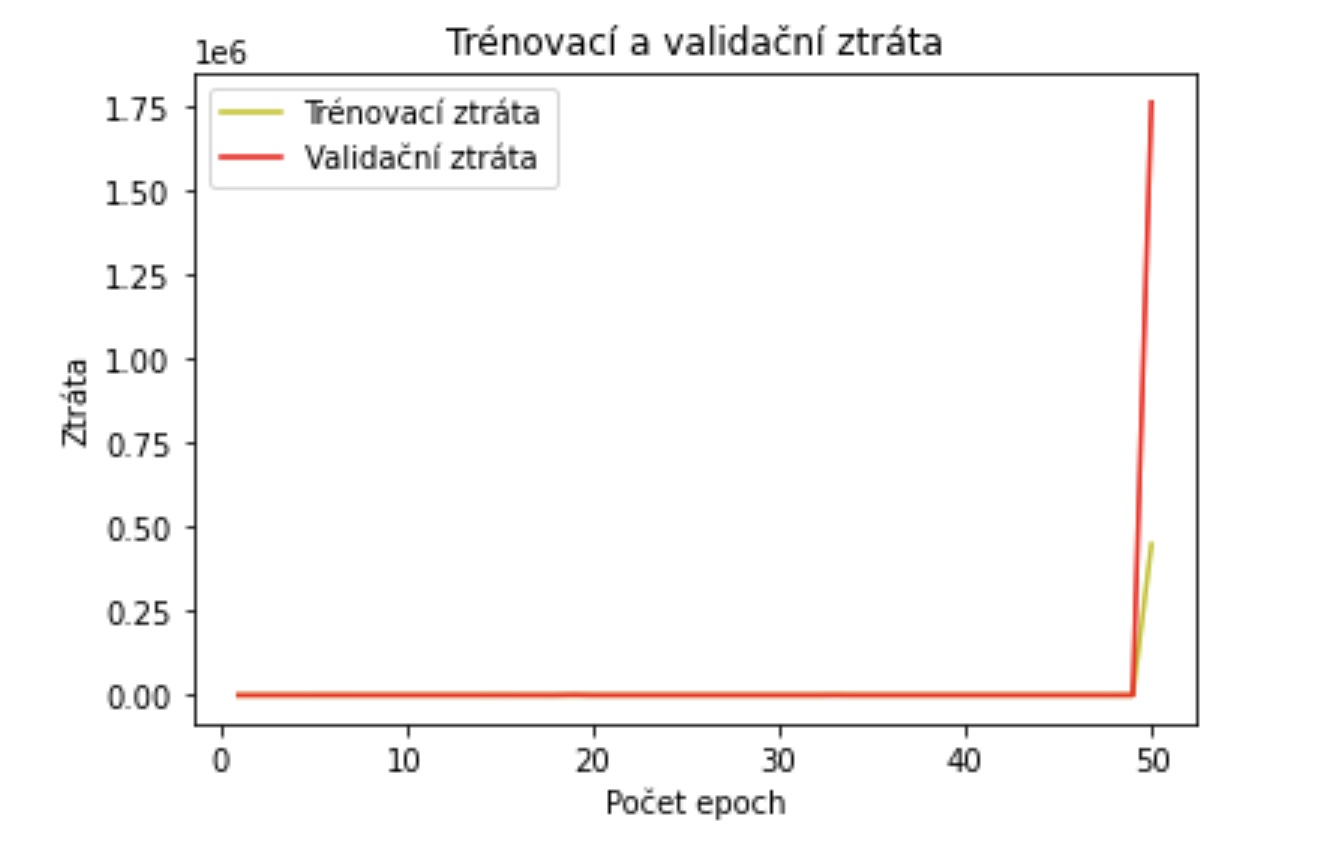 Trénovací a validační ztráta
1e6
Trénovací ztráta
Validační ztráta
1.75
1.50
1.25
1.00
0.75
0.50
0.25
0.00
Ztráta
0 10 20 30 40 50
Počet epoch